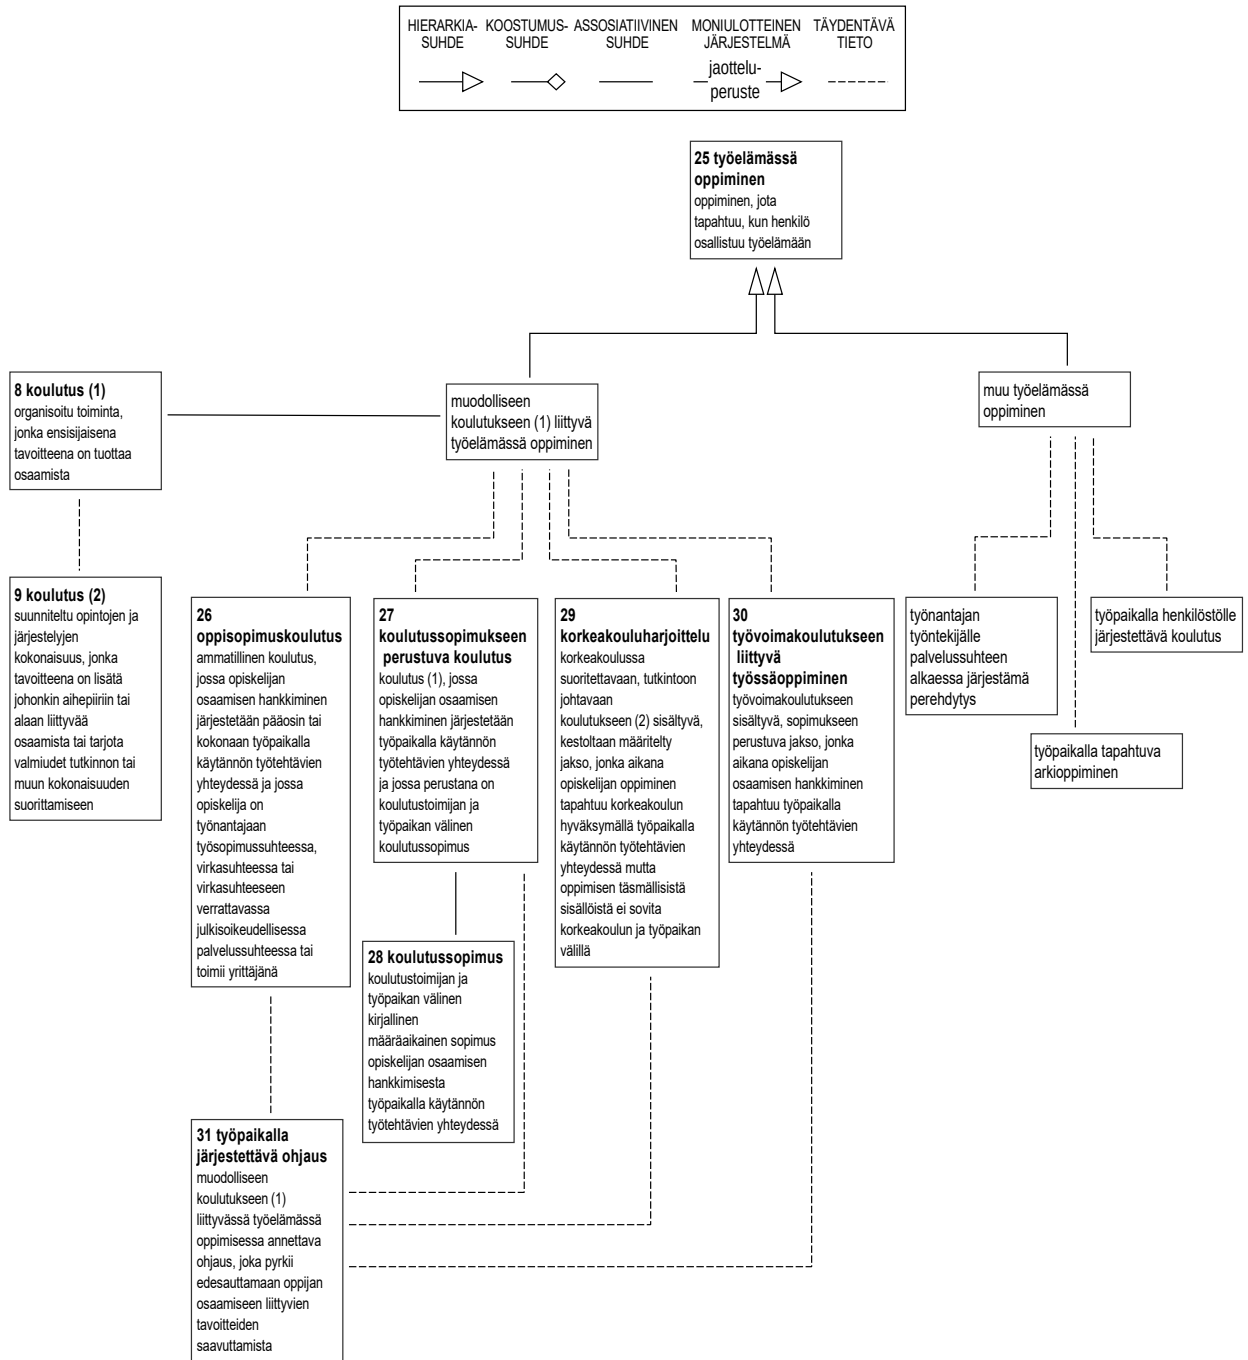 HIERARKIA-
SUHDE
KOOSTUMUS-
SUHDE
ASSOSIATIIVINEN
SUHDE
MONIULOTTEINEN
JÄRJESTELMÄ
TÄYDENTÄVÄ
TIETO
jaottelu-
peruste
25 työelämässä
oppiminen
oppiminen, jota
tapahtuu, kun henkilö
osallistuu työelämään
8 koulutus (1)
organisoitu toiminta,
jonka ensisijaisena
tavoitteena on tuottaa
osaamista
muodolliseen
koulutukseen (1) liittyvä
työelämässä oppiminen
muu työelämässä
oppiminen
9 koulutus (2)
suunniteltu opintojen ja
järjestelyjen
kokonaisuus, jonka
tavoitteena on lisätä
johonkin aihepiiriin tai
alaan liittyvää
osaamista tai tarjota
valmiudet tutkinnon tai
muun kokonaisuuden
suorittamiseen
26
oppisopimuskoulutus
ammatillinen koulutus,
jossa opiskelijan
osaamisen hankkiminen
järjestetään pääosin tai
kokonaan työpaikalla
käytännön työtehtävien
yhteydessä ja jossa
opiskelija on
työnantajaan
työsopimussuhteessa,
virkasuhteessa tai
virkasuhteeseen
verrattavassa
julkisoikeudellisessa
palvelussuhteessa tai
toimii yrittäjänä
27
koulutussopimukseen
perustuva koulutus
koulutus (1), jossa
opiskelijan osaamisen
hankkiminen järjestetään
työpaikalla käytännön
työtehtävien yhteydessä
ja jossa perustana on
koulutustoimijan ja
työpaikan välinen
koulutussopimus
29
korkeakouluharjoittelu
korkeakoulussa
suoritettavaan, tutkintoon
johtavaan
koulutukseen (2) sisältyvä,
kestoltaan määritelty
jakso, jonka aikana
opiskelijan oppiminen
tapahtuu korkeakoulun
hyväksymällä työpaikalla
käytännön työtehtävien
yhteydessä mutta
oppimisen täsmällisistä
sisällöistä ei sovita
korkeakoulun ja työpaikan
välillä
30
työvoimakoulutukseen
liittyvä
työssäoppiminen
työvoimakoulutukseen
sisältyvä, sopimukseen
perustuva jakso, jonka
aikana opiskelijan
osaamisen hankkiminen
tapahtuu työpaikalla
käytännön työtehtävien
yhteydessä
työnantajan
työntekijälle
palvelussuhteen
alkaessa järjestämä
perehdytys
työpaikalla henkilöstölle
järjestettävä koulutus
työpaikalla tapahtuva
arkioppiminen
28 koulutussopimus
koulutustoimijan ja
työpaikan välinen
kirjallinen
määräaikainen sopimus
opiskelijan osaamisen
hankkimisesta
työpaikalla käytännön
työtehtävien yhteydessä
31 työpaikalla
järjestettävä ohjaus
muodolliseen
koulutukseen (1)
liittyvässä työelämässä
oppimisessa annettava
ohjaus, joka pyrkii
edesauttamaan oppijan
osaamiseen liittyvien
tavoitteiden
saavuttamista